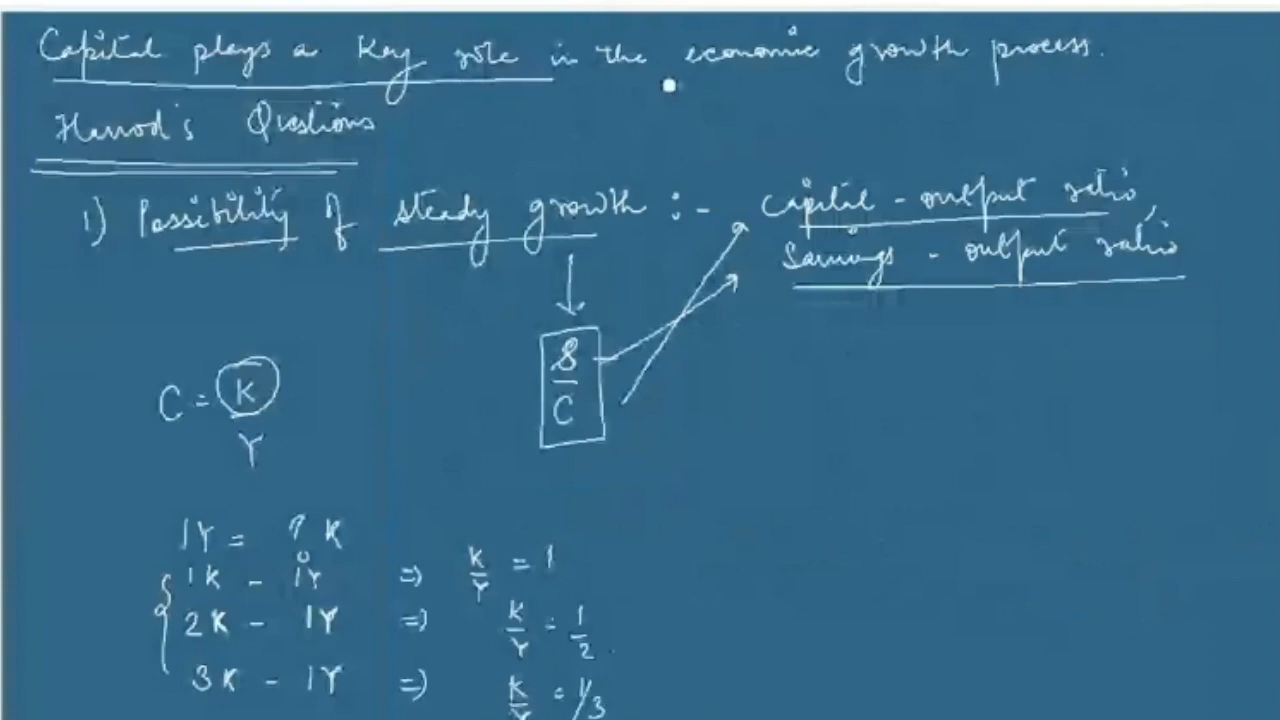 Capital plays a key role in the economic growth process.
Harrod's Questions
1) Possibility of steady growth :- Capital - output ratio,
Savings - output ratio
S
C
C = K
Y
1Y = ? K
1K - 1Y => K/Y = 1
2K - 1Y => K/Y = 1/2
3K - 1Y => K/Y = 1/3